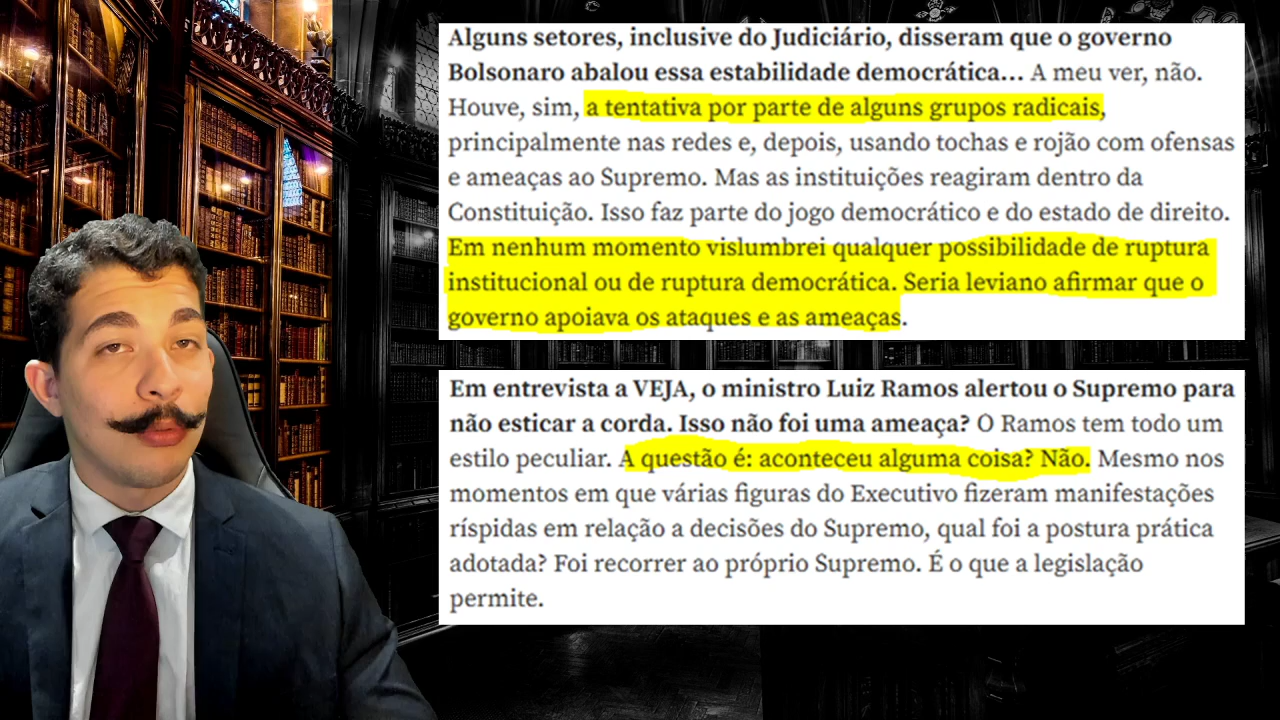 Alguns setores, inclusive do Judiciário, disseram que o governo
Bolsonaro abalou essa estabilidade democrática... A meu ver, não.
Houve, sim, a tentativa por parte de alguns grupos radicais,
principalmente nas redes e, depois, usando tochas e rojão com ofensas
e ameaças ao Supremo. Mas as instituições reagiram dentro da
Constituição. Isso faz parte do jogo democrático e do estado de direito.
Em nenhum momento vislumbrei qualquer possibilidade de ruptura
institucional ou de ruptura democrática. Seria leviano afirmar que o
governo apoiava os ataques e as ameaças.
Em entrevista a VEJA, o ministro Luiz Ramos alertou o Supremo para
não esticar a corda. Isso não foi uma ameaça? O Ramos tem todo um
estilo peculiar. A questão é: aconteceu alguma coisa? Não. Mesmo nos
momentos em que várias figuras do Executivo fizeram manifestações
ríspidas em relação a decisões do Supremo, qual foi a postura prática
adotada? Foi recorrer ao próprio Supremo. É o que a legislação
permite.